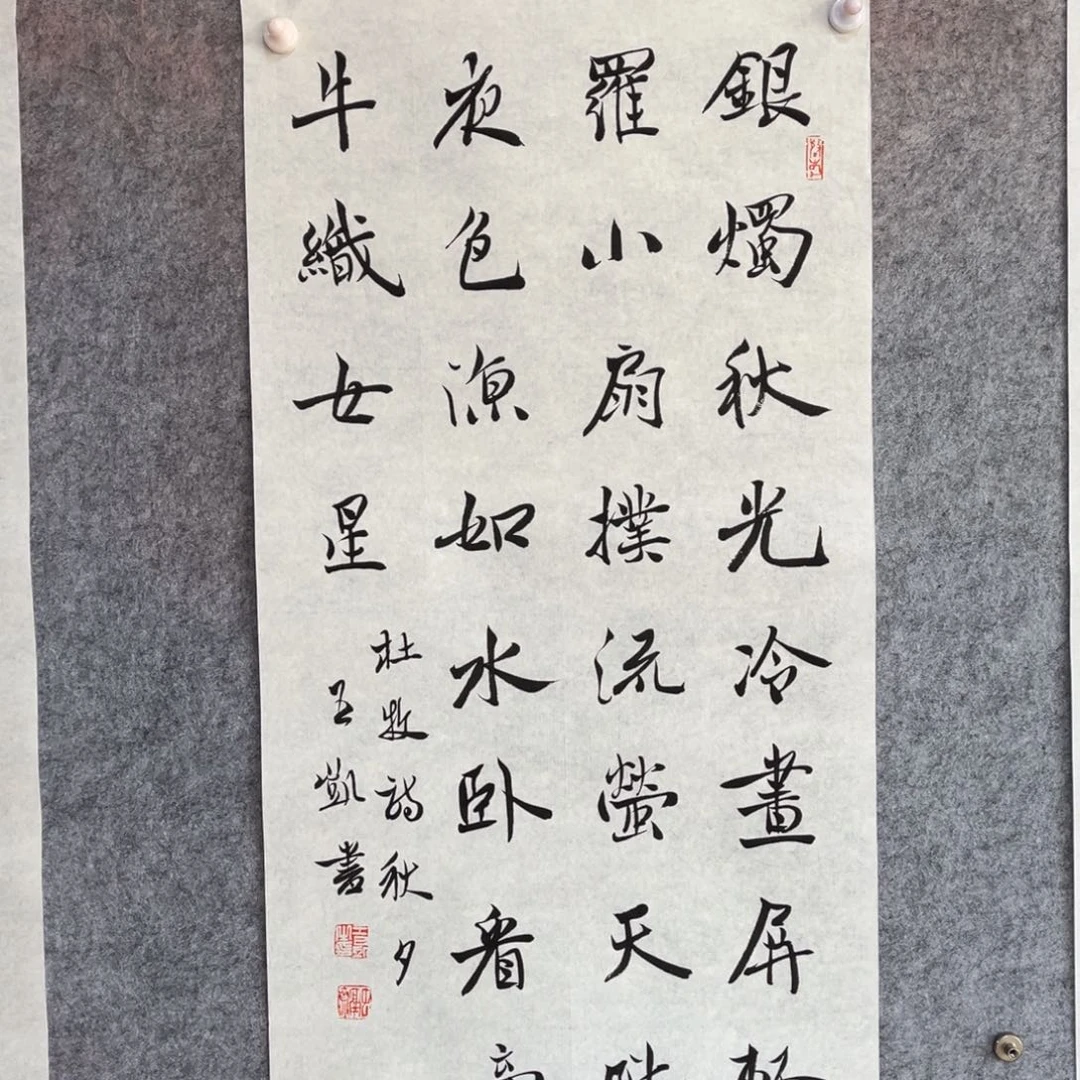 銀燭秋光冷畫屏
羅小扇撲流螢天
夜色涼如水卧看
牛織女星
杜牧詩秋夕
王凱書